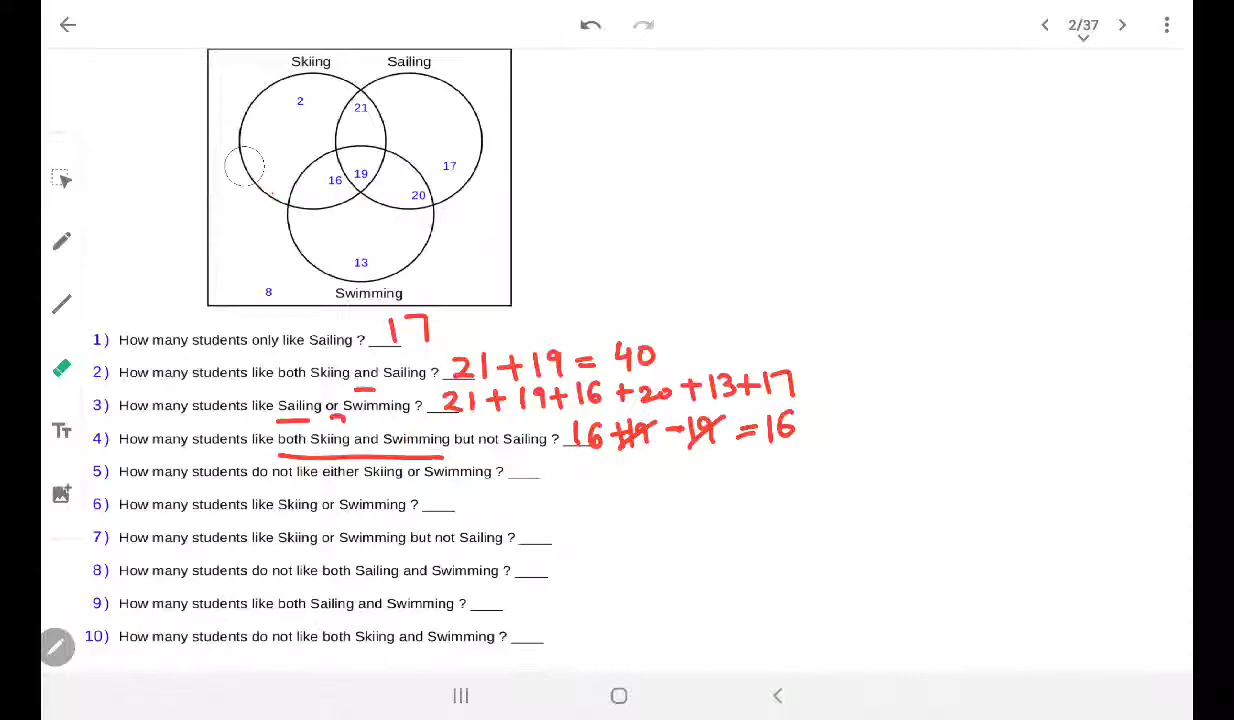 2/37
Skiing Sailing
2 21
17
16 19
20
13
8 Swimming
1) How many students only like Sailing ? ____ 17
2) How many students like both Skiing and Sailing ? ____ 21 + 19 = 40
3) How many students like Sailing or Swimming ? ____ 21 + 19 + 16 + 20 + 13 + 17
4) How many students like both Skiing and Swimming but not Sailing ? ____ 16 + 19 - 19 = 16
5) How many students do not like either Skiing or Swimming ? ____
6) How many students like Skiing or Swimming ? ____
7) How many students like Skiing or Swimming but not Sailing ? ____
8) How many students do not like both Sailing and Swimming ? ____
9) How many students like both Sailing and Swimming ? ____
10) How many students do not like both Skiing and Swimming ? ____
Tт